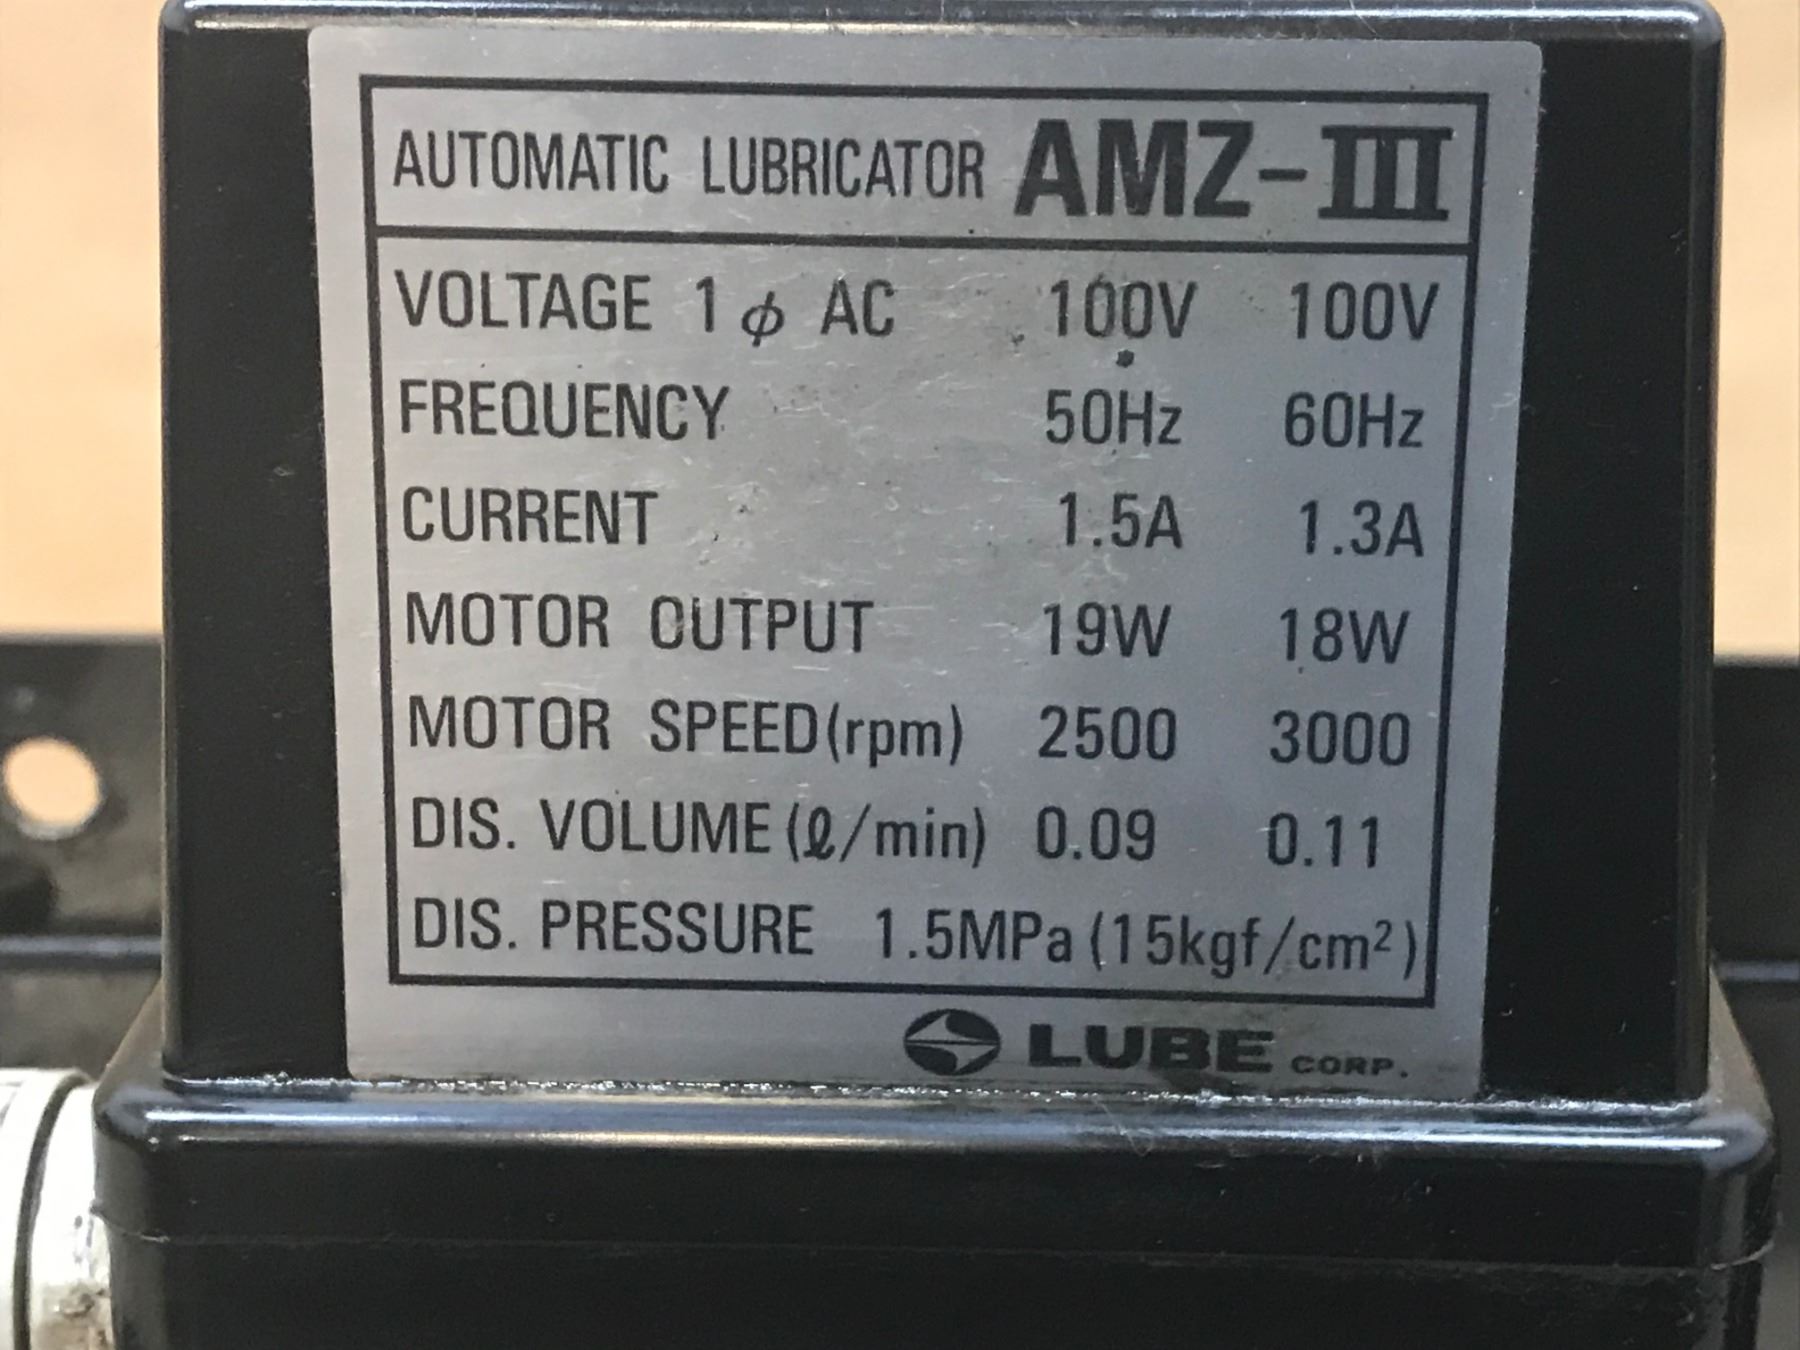 AUTOMATIC LUBRICATOR AMZ-III
VOLTAGE 1 ϕ AC 100V 100V
FREQUENCY 50Hz 60Hz
CURRENT 1.5A 1.3A
MOTOR OUTPUT 19W 18W
MOTOR SPEED(rpm) 2500 3000
DIS. VOLUME(ℓ/min) 0.09 0.11
DIS. PRESSURE 1.5MPa(15kgf/cm²)
LUBE CORP.